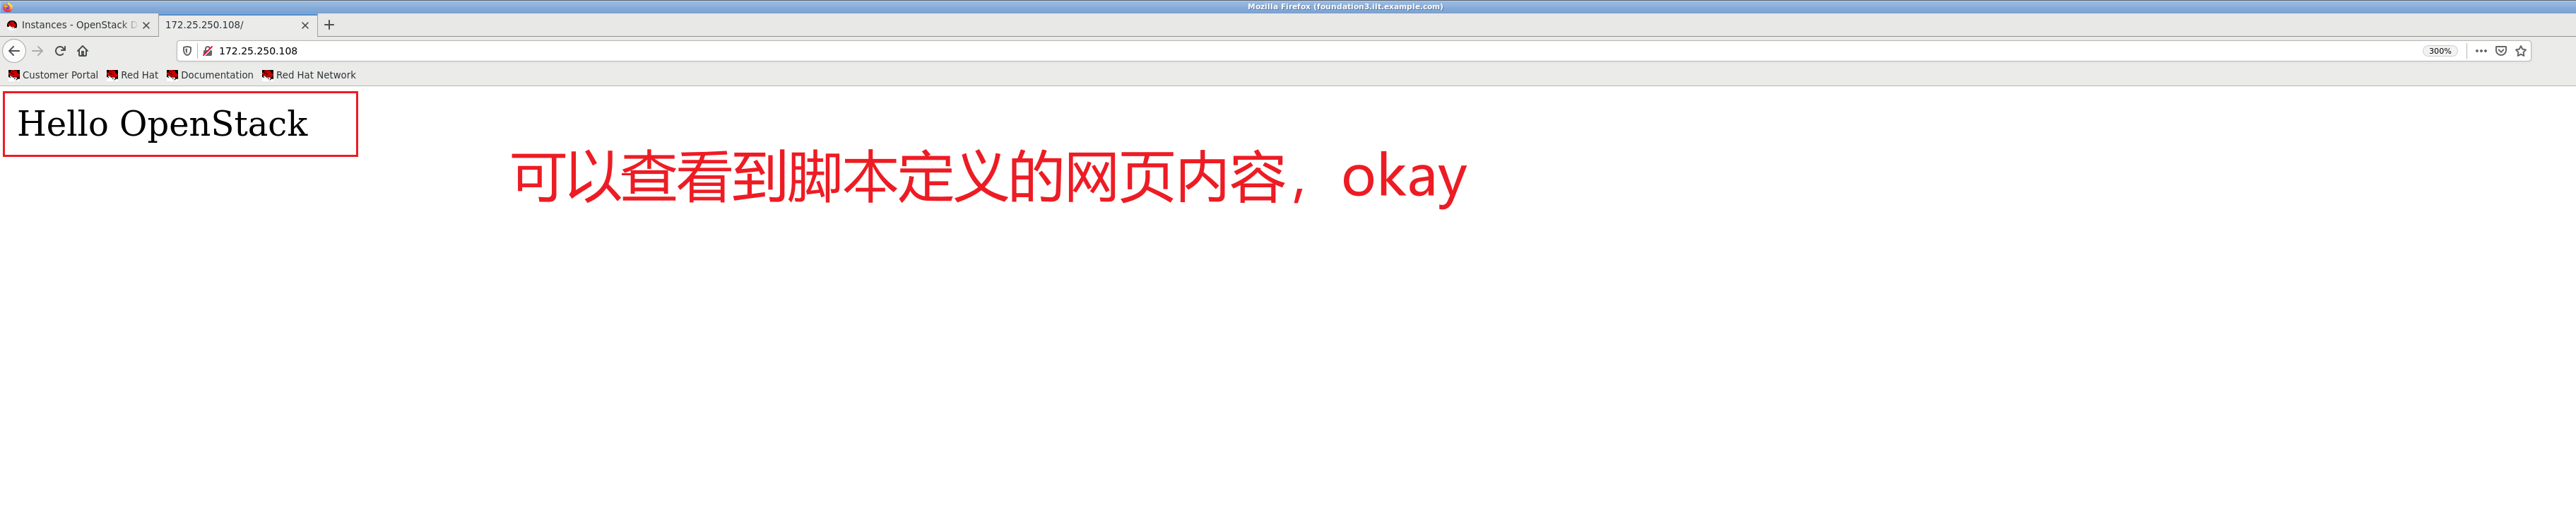 Mozilla Firefox (foundation3.ilt.example.com)
Instances - OpenStack D
172.25.250.108/
172.25.250.108
300%
Customer Portal Red Hat Documentation Red Hat Network
Hello OpenStack
可以查看到脚本定义的网页内容，okay